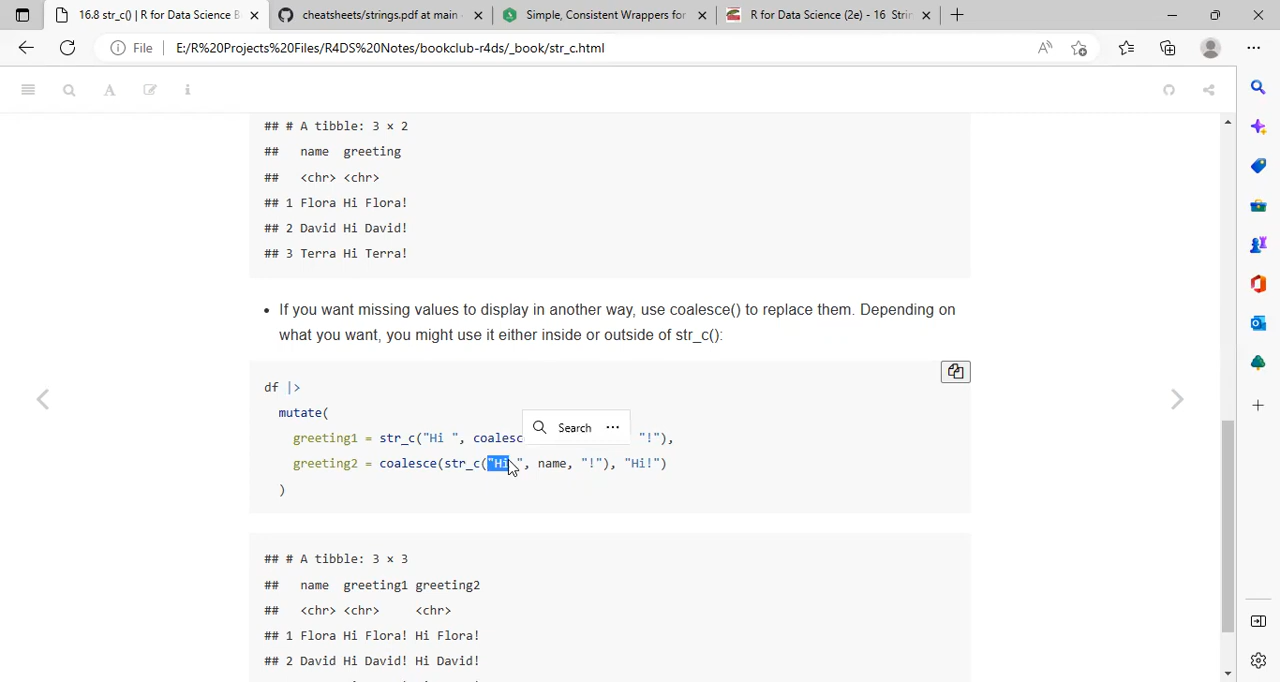 16.8 str_c() | R for Data Science B
cheatsheets/strings.pdf at main
Simple, Consistent Wrappers for
R for Data Science (2e) - 16 Strin
File
E:/R%20Projects%20Files/R4DS%20Notes/bookclub-r4ds/_book/str_c.html
## # A tibble: 3 × 2
## name greeting
## <chr> <chr>
## 1 Flora Hi Flora!
## 2 David Hi David!
## 3 Terra Hi Terra!
• If you want missing values to display in another way, use coalesce() to replace them. Depending on
what you want, you might use it either inside or outside of str_c():
df |>
mutate(
Search
greeting1 = str_c("Hi ", coalesc "!"),
greeting2 = coalesce(str_c("Hi ", name, "!"), "Hi!")
)
## # A tibble: 3 × 3
## name greeting1 greeting2
## <chr> <chr> <chr>
## 1 Flora Hi Flora! Hi Flora!
## 2 David Hi David! Hi David!